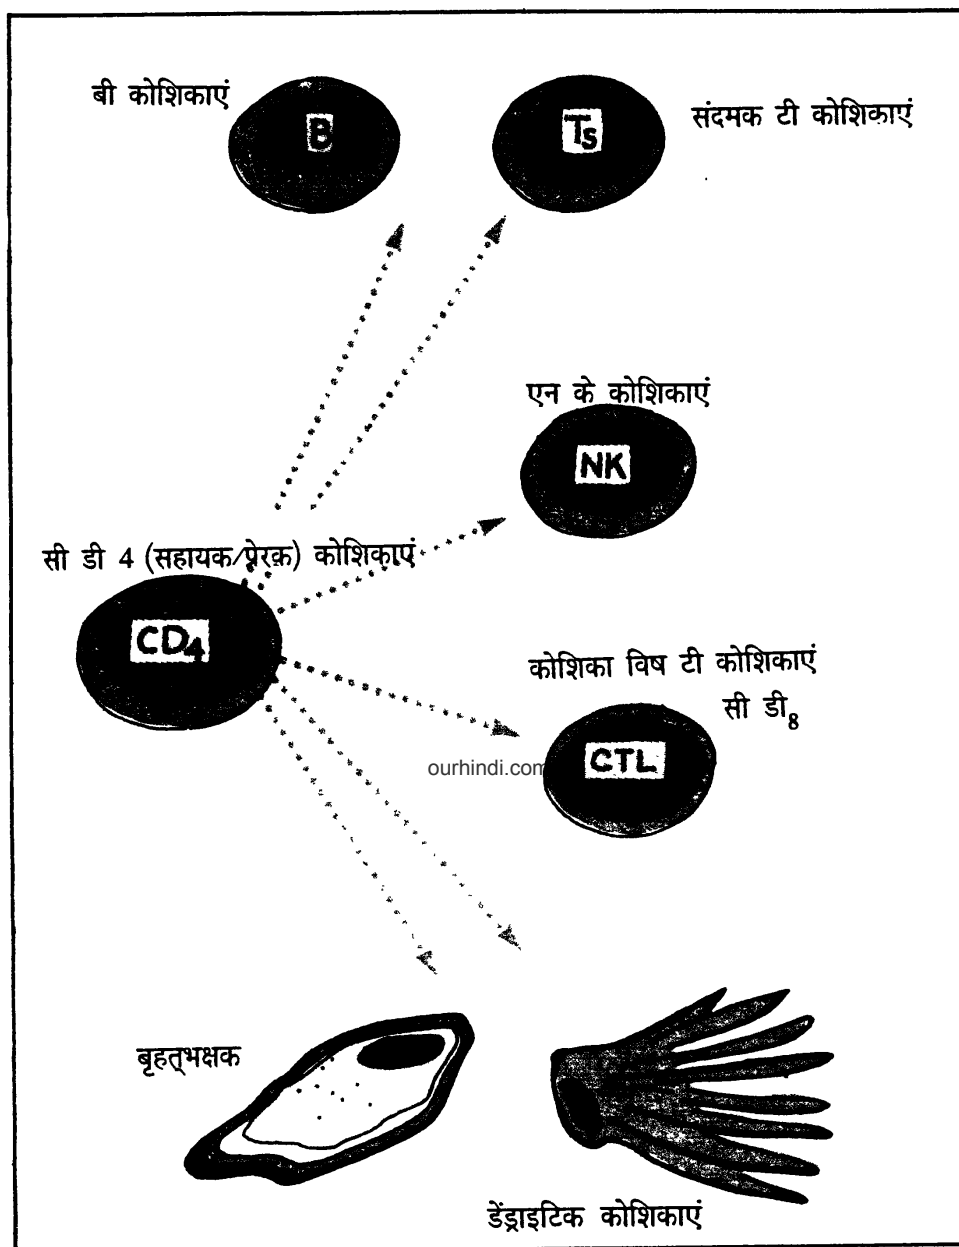 बी कोशिकाएं
B
Ts
संदमक टी कोशिकाएं
एन के कोशिकाएं
NK
सी डी 4 (सहायक/प्रेरक) कोशिकाएं
CD4
कोशिका विष टी कोशिकाएं
सी डी8
CTL
ourhindi.com
बृहत्‌भक्षक
डेंड्राइटिक कोशिकाएं